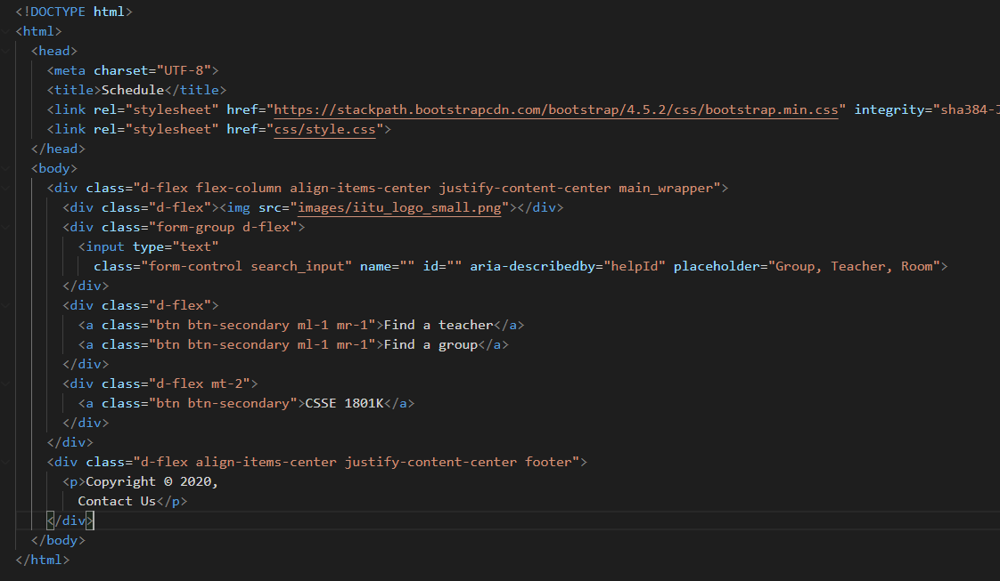 <!DOCTYPE html>
<html>
  <head>
    <meta charset="UTF-8">
    <title>Schedule</title>
    <link rel="stylesheet" href="https://stackpath.bootstrapcdn.com/bootstrap/4.5.2/css/bootstrap.min.css" integrity="sha384-J
    <link rel="stylesheet" href="css/style.css">
  </head>
  <body>
    <div class="d-flex flex-column align-items-center justify-content-center main_wrapper">
      <div class="d-flex"><img src="images/iitu_logo_small.png"></div>
      <div class="form-group d-flex">
        <input type="text"
          class="form-control search_input" name="" id="" aria-describedby="helpId" placeholder="Group, Teacher, Room">
      </div>
      <div class="d-flex">
        <a class="btn btn-secondary ml-1 mr-1">Find a teacher</a>
        <a class="btn btn-secondary ml-1 mr-1">Find a group</a>
      </div>
      <div class="d-flex mt-2">
        <a class="btn btn-secondary">CSSE 1801K</a>
      </div>
    </div>
    <div class="d-flex align-items-center justify-content-center footer">
      <p>Copyright © 2020,
        Contact Us</p>
    </div>
  </body>
</html>